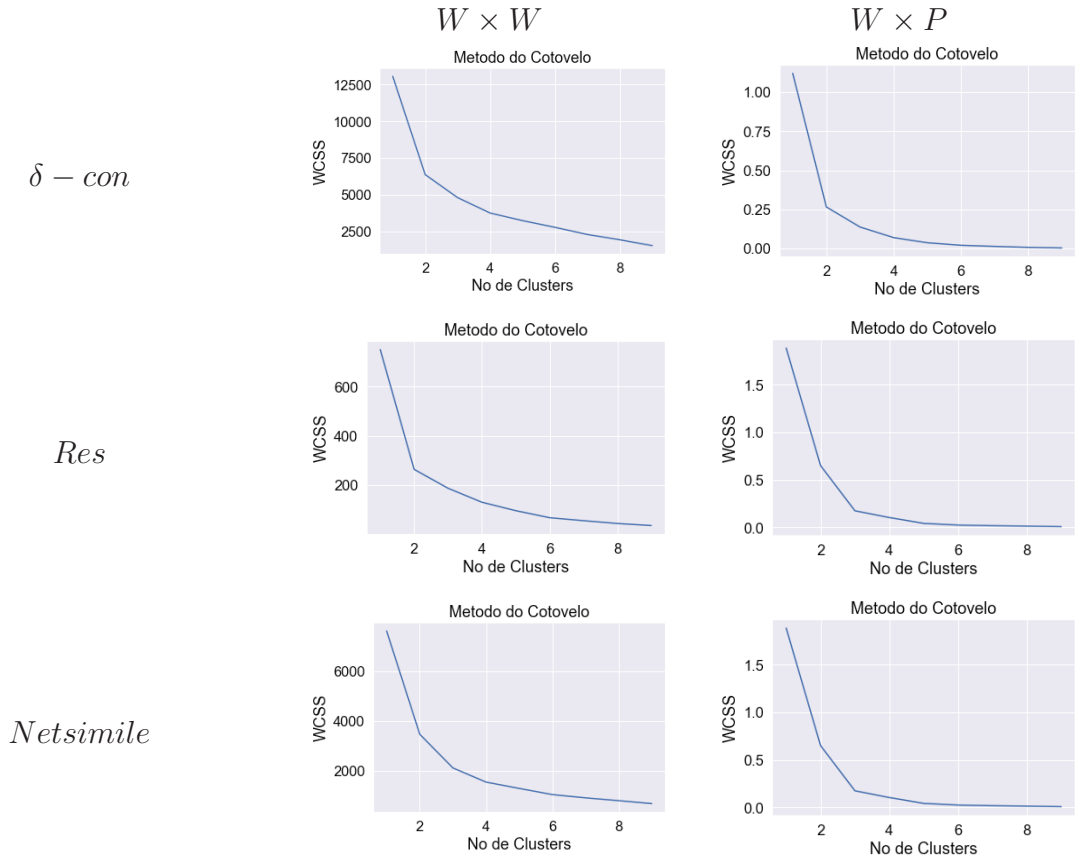 W × W
W × P
δ − con
Metodo do Cotovelo
WCSS
12500
10000
7500
5000
2500
2 4 6 8
No de Clusters
Metodo do Cotovelo
WCSS
1.00
0.75
0.50
0.25
0.00
2 4 6 8
No de Clusters
Res
Metodo do Cotovelo
WCSS
600
400
200
2 4 6 8
No de Clusters
Metodo do Cotovelo
WCSS
1.5
1.0
0.5
0.0
2 4 6 8
No de Clusters
Netsimile
Metodo do Cotovelo
WCSS
6000
4000
2000
2 4 6 8
No de Clusters
Metodo do Cotovelo
WCSS
1.5
1.0
0.5
0.0
2 4 6 8
No de Clusters